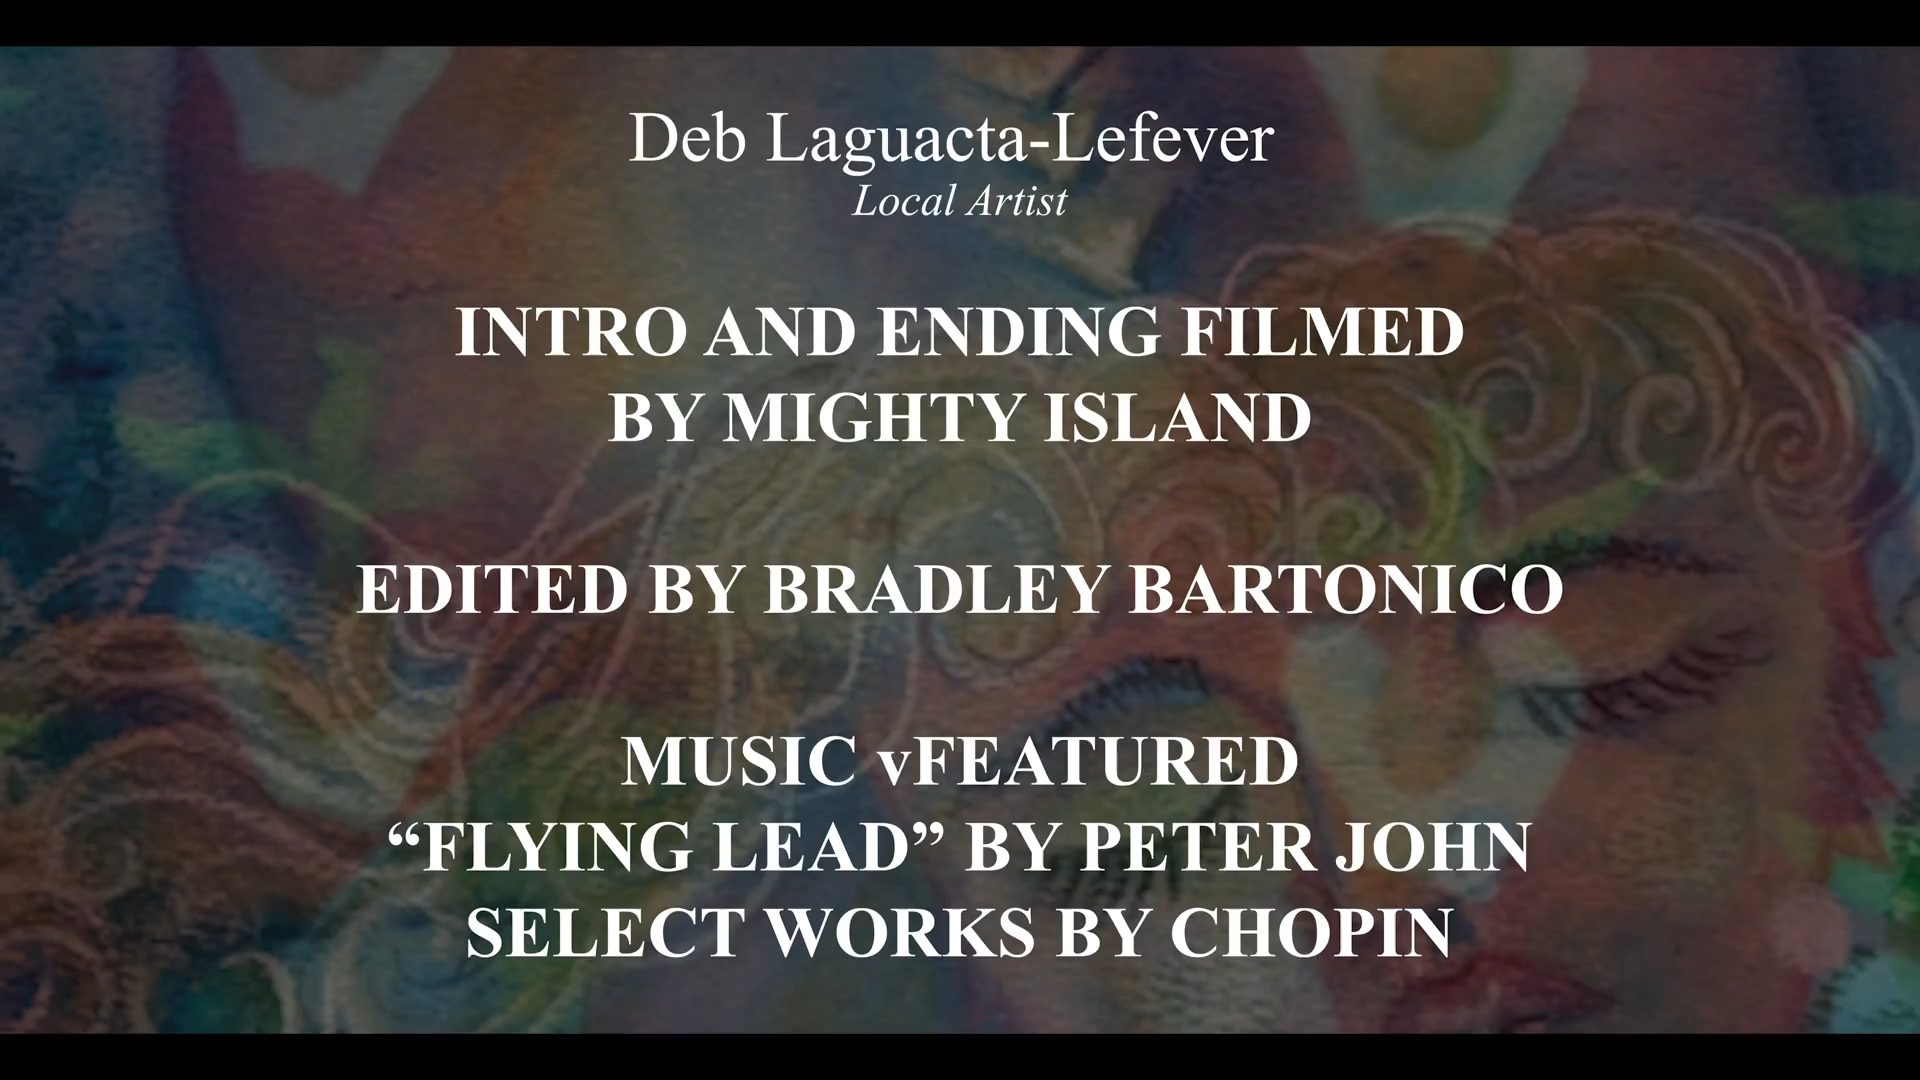 Deb Laguacta-Lefever
Local Artist
INTRO AND ENDING FILMED
BY MIGHTY ISLAND
EDITED BY BRADLEY BARTONICO
MUSIC vFEATURED
“FLYING LEAD” BY PETER JOHN
SELECT WORKS BY CHOPIN